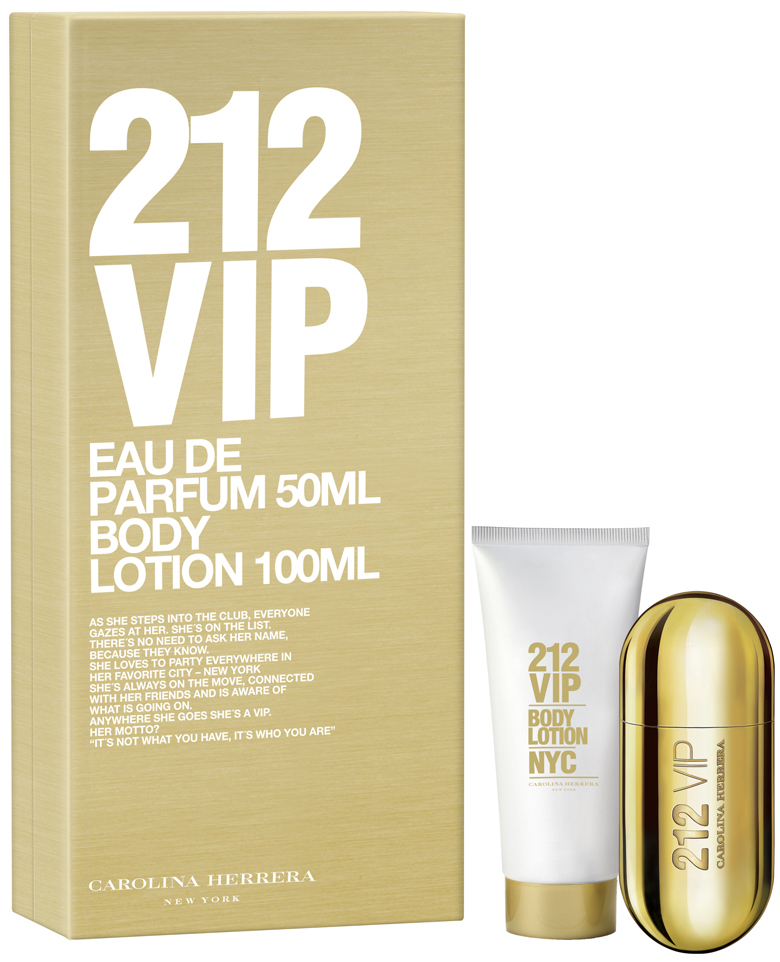 212
VIP
EAU DE
PARFUM 50ML
BODY
LOTION 100ML
AS SHE STEPS INTO THE CLUB, EVERYONE
GAZES AT HER. SHE´S ON THE LIST.
THERE´S NO NEED TO ASK HER NAME,
BECAUSE THEY KNOW.
SHE LOVES TO PARTY EVERYWHERE IN
HER FAVORITE CITY – NEW YORK
SHE´S ALWAYS ON THE MOVE, CONNECTED
WITH HER FRIENDS AND IS AWARE OF
WHAT IS GOING ON.
ANYWHERE SHE GOES SHE´S A VIP.
HER MOTTO?
“IT´S NOT WHAT YOU HAVE, IT´S WHO YOU ARE”
CAROLINA HERRERA
NEW YORK
212
VIP
BODY
LOTION
NYC
CAROLINA HERRERA
NEW YORK
212 VIP
CAROLINA HERRERA